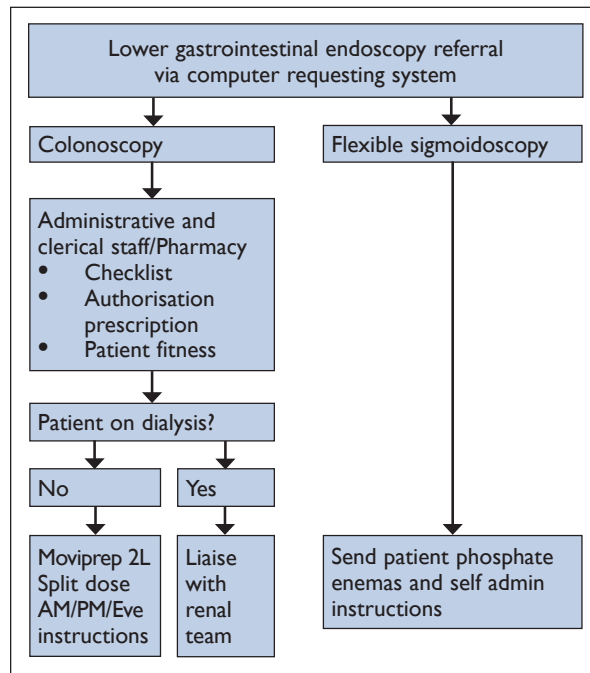 Lower gastrointestinal endoscopy referral
via computer requesting system
Colonoscopy
Flexible sigmoidoscopy
Administrative and
clerical staff/Pharmacy
• Checklist
• Authorisation
prescription
• Patient fitness
Patient on dialysis?
No
Yes
Moviprep 2L
Split dose
AM/PM/Eve
instructions
Liaise
with
renal
team
Send patient phosphate
enemas and self admin
instructions